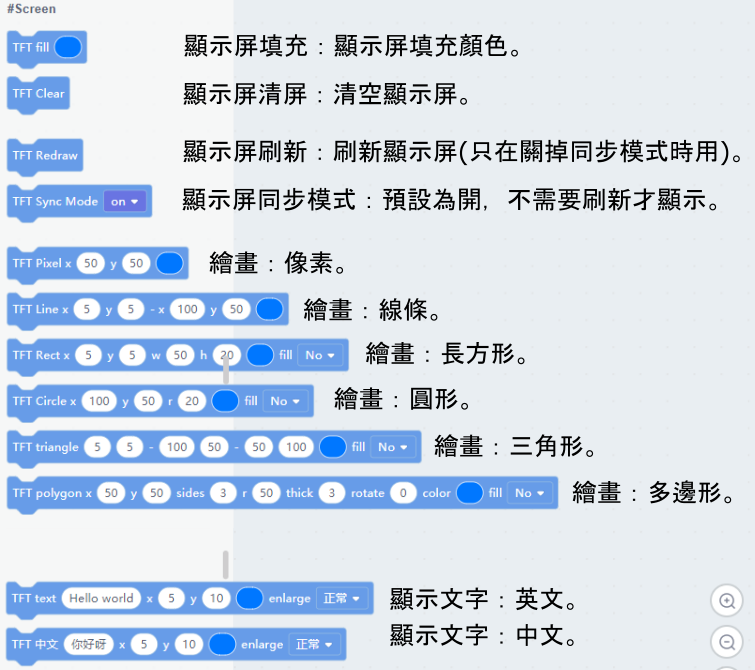 #Screen
TFT fill 顯示屏填充：顯示屏填充顏色。
TFT Clear 顯示屏清屏：清空顯示屏。
TFT Redraw 顯示屏刷新：刷新顯示屏(只在關掉同步模式時用)。
TFT Sync Mode on 顯示屏同步模式：預設為開，不需要刷新才顯示。
TFT Pixel x 50 y 50 繪畫：像素。
TFT Line x 5 y 5 - x 100 y 50 繪畫：線條。
TFT Rect x 5 y 5 w 50 h 20 fill No 繪畫：長方形。
TFT Circle x 100 y 50 r 20 fill No 繪畫：圓形。
TFT triangle 5 5 - 100 50 - 50 100 fill No 繪畫：三角形。
TFT polygon x 50 y 50 sides 3 r 50 thick 3 rotate 0 color fill No 繪畫：多邊形。
TFT text Hello world x 5 y 10 enlarge 正常 顯示文字：英文。
TFT 中文 你好呀 x 5 y 10 enlarge 正常 顯示文字：中文。